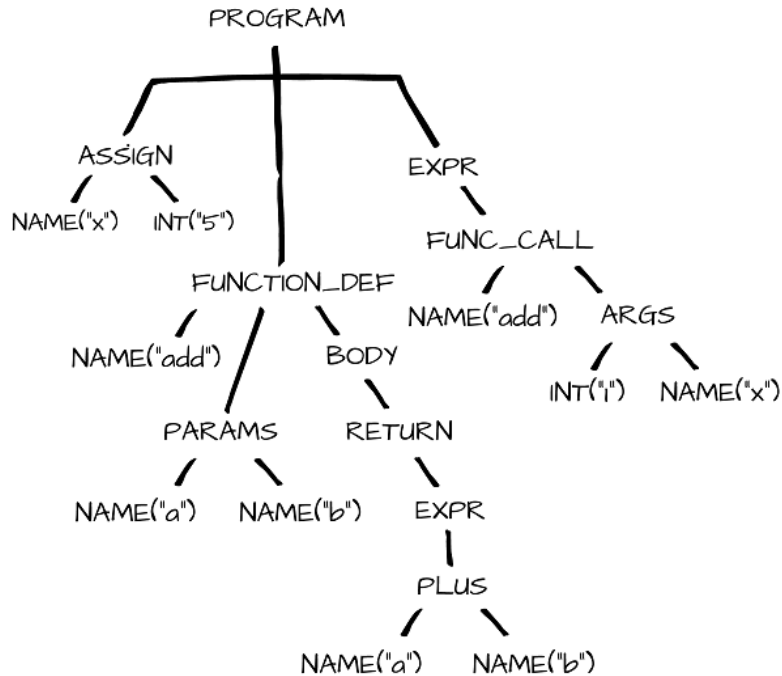 PROGRAM
ASSIGN
EXPR
NAME("x") INT("5")
FUNC_CALL
FUNCTION_DEF
NAME("add") ARGS
NAME("add") BODY
INT("1") NAME("x")
PARAMS RETURN
NAME("a") NAME("b") EXPR
PLUS
NAME("a") NAME("b")